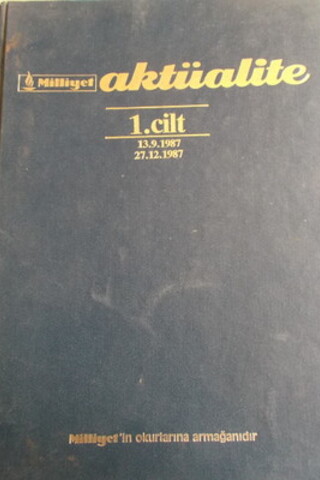 Milliyet aktüalite
1.cilt
13.9.1987
27.12.1987
Milliyet'in okurlarına armağanıdır